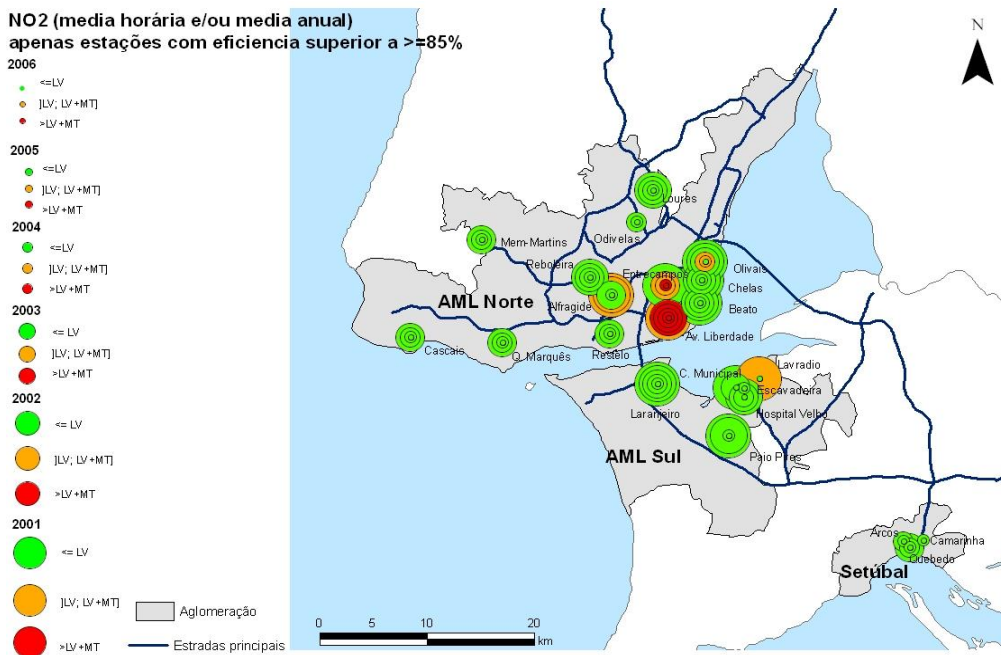 NO2 (media horária e/ou media anual)
apenas estações com eficiencia superior a >=85%
2006
<=LV
]LV; LV+MT]
>LV+MT
2005
<=LV
]LV; LV+MT]
>LV+MT
2004
<=LV
]LV; LV+MT]
>LV+MT
2003
<= LV
]LV; LV+MT]
>LV+MT
2002
<= LV
]LV; LV+MT]
>LV+MT
2001
<= LV
]LV; LV+MT]
>LV+MT
Aglomeração
Estradas principais
0 5 10 20
km
N
Loures
Odivelas
Mem-Martins
Reboleira
Entrecampos
Olivais
Chelas
AML Norte
Alfragide
Beato
Av. Liberdade
Cascais
Q. Marquês
Restelo
Lavradio
C. Municipal
Escavadeira
Laranjeiro
Hospital Velho
AML Sul
Paio Pires
Arcos
Camarinha
Quebedo
Setúbal